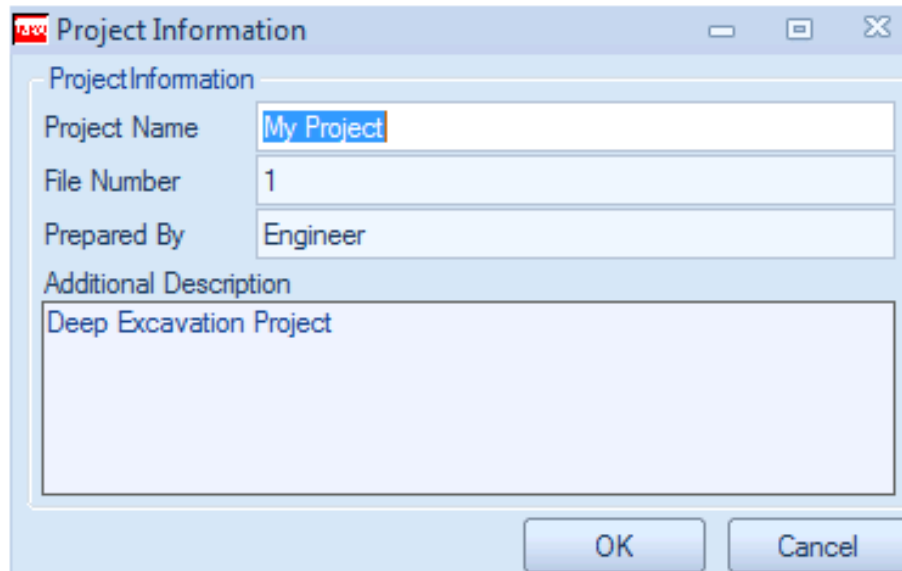 Project Information
ProjectInformation
Project Name My Project
File Number 1
Prepared By Engineer
Additional Description
Deep Excavation Project
OK Cancel